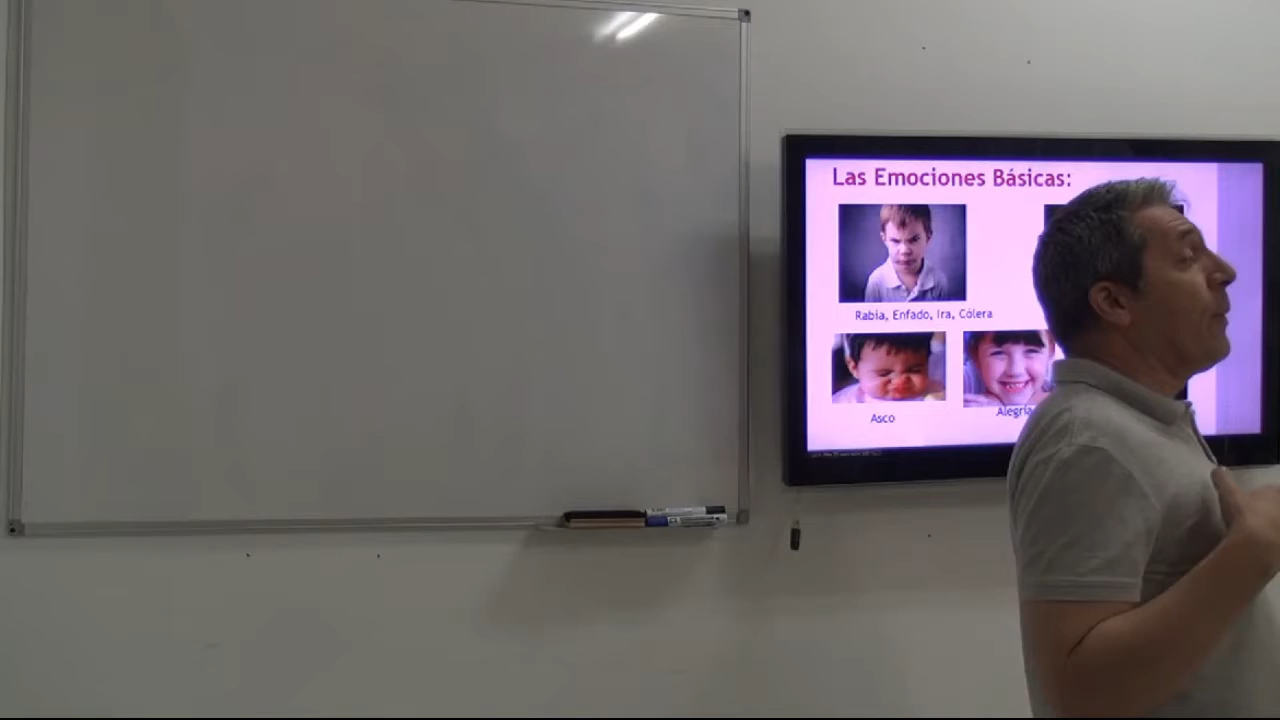 Las Emociones Básicas:
Rabia, Enfado, Ira, Cólera
Asco
Alegría